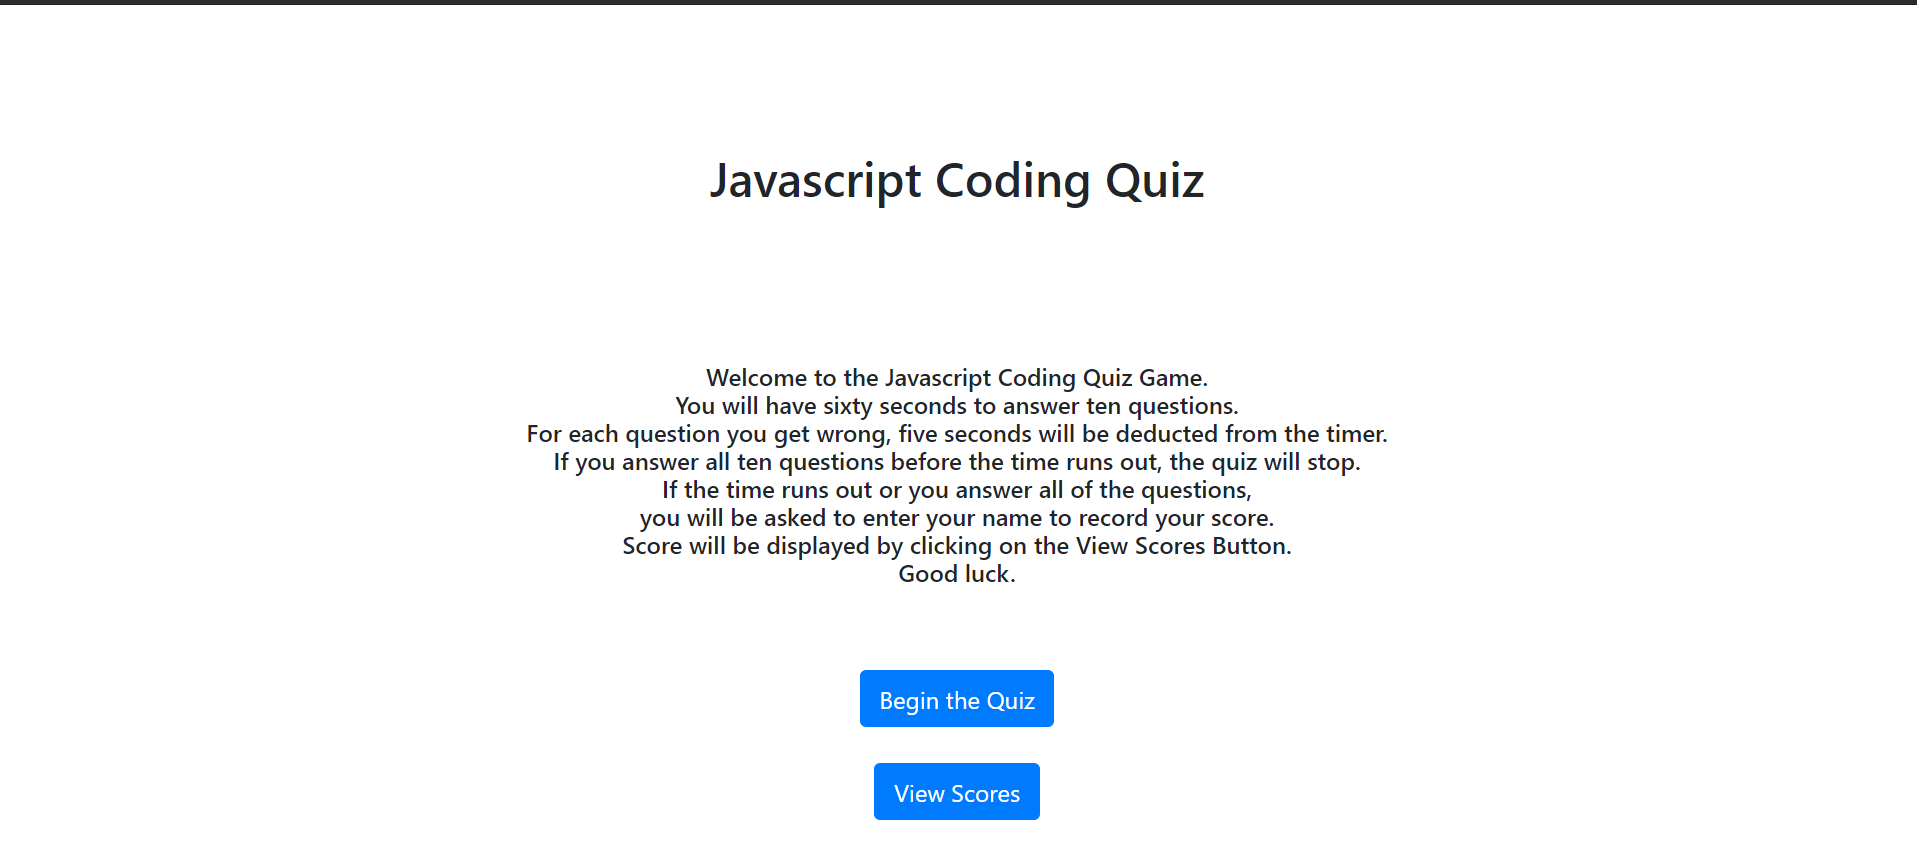 Javascript Coding Quiz
Welcome to the Javascript Coding Quiz Game.
You will have sixty seconds to answer ten questions.
For each question you get wrong, five seconds will be deducted from the timer.
If you answer all ten questions before the time runs out, the quiz will stop.
If the time runs out or you answer all of the questions,
you will be asked to enter your name to record your score.
Score will be displayed by clicking on the View Scores Button.
Good luck.
Begin the Quiz
View Scores